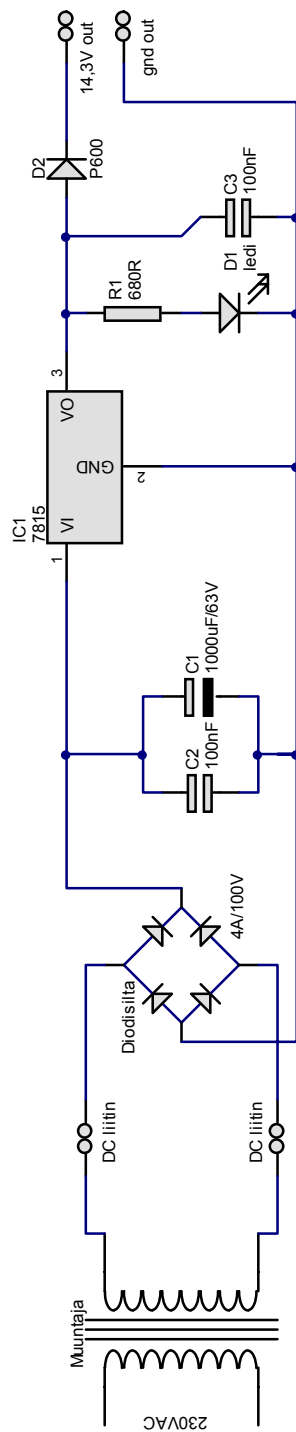 230VAC
Muuntaja
DC liitin
DC liitin
Diodisilta
4A/100V
C2
100nF
C1
1000uF/63V
IC1
7815
1
VI
GND
2
VO
3
R1
680R
D1
ledi
C3
100nF
D2
P600
14,3V out
gnd out